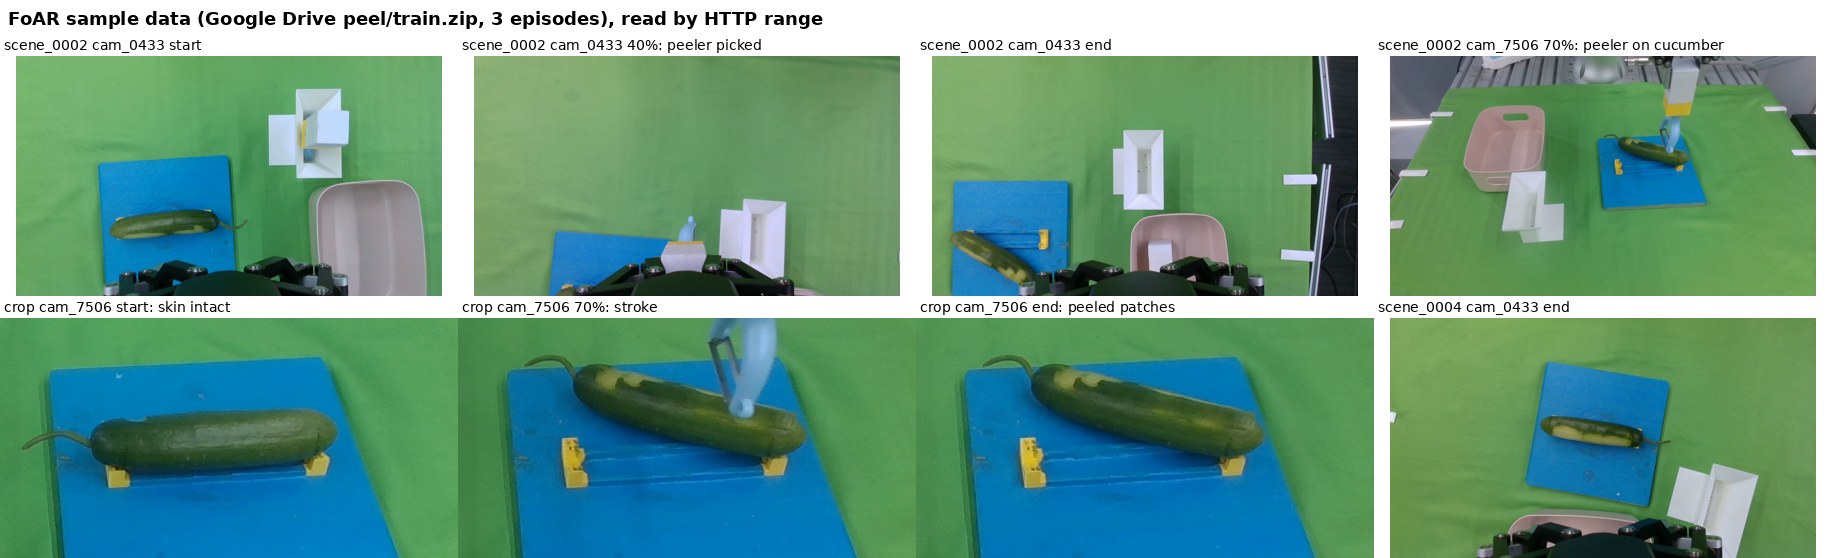 FoAR sample data (Google Drive peel/train.zip, 3 episodes), read by HTTP range
scene_0002 cam_0433 start
scene_0002 cam_0433 40%: peeler picked
scene_0002 cam_0433 end
scene_0002 cam_7506 70%: peeler on cucumber
crop cam_7506 start: skin intact
crop cam_7506 70%: stroke
crop cam_7506 end: peeled patches
scene_0004 cam_0433 end